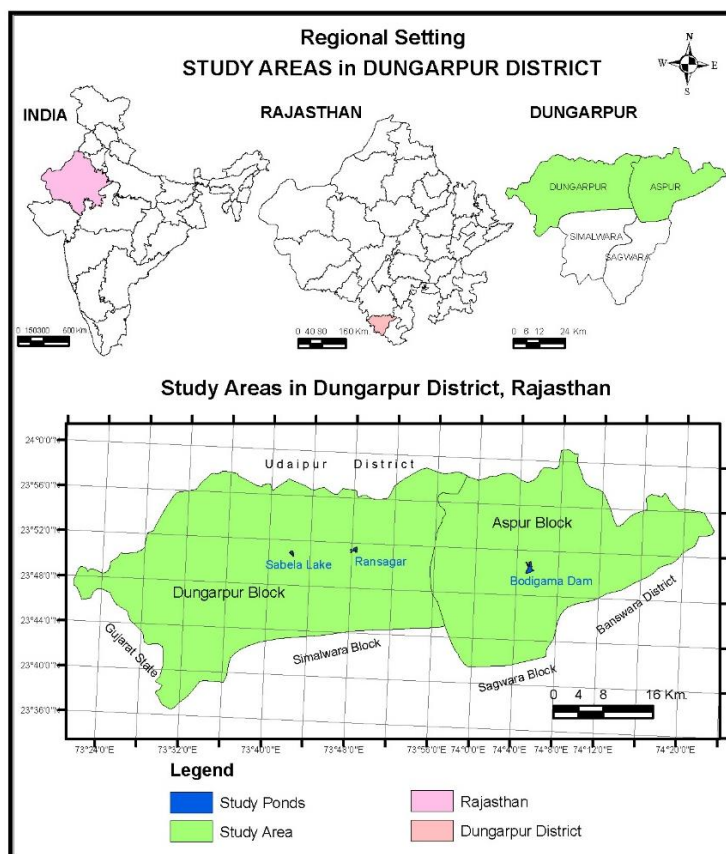 Regional Setting
STUDY AREAS in DUNGARPUR DISTRICT
N
W E
S
INDIA
RAJASTHAN
DUNGARPUR
DUNGARPUR
ASPUR
SIMALWARA
SAGWARA
0 150300 600 Km.
0 40 80 160 Km.
0 6 12 24 Km
Study Areas in Dungarpur District, Rajasthan
24°0'0"N
23°56'0"N
23°52'0"N
23°48'0"N
23°44'0"N
23°40'0"N
23°36'0"N
Udaipur District
Aspur Block
Sabela Lake
Ransagar
Bodigama Dam
Dungarpur Block
Gujarat State
Simalwara Block
Sagwara Block
Banswara District
0 4 8 16 Km.
73°24'0"E 73°32'0"E 73°40'0"E 73°48'0"E 73°56'0"E 74°0'0"E 74°4'0"E 74°8'0"E 74°12'0"E 74°20'0"E
Legend
Study Ponds
Rajasthan
Study Area
Dungarpur District